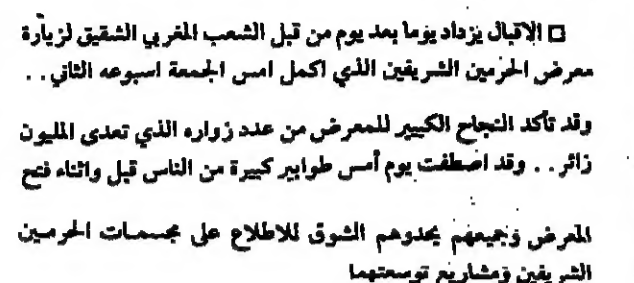 □ الاقبال يزداد يوما بعد يوم من قبل الشعب المغربي الشقيق لزيارة
معرض الحرمين الشريفين الذي اكمل امس الجمعة اسبوعه الثاني . .
وقد تأكد النجاح الكبير للمعرض من عدد زواره الذي تعدى المليون
زائر . . وقد اصطفت يوم أمس طوابير كبيرة من الناس قبل واثناء فتح
المعرض وجميعهم يحدوهم الشوق للاطلاع على مجسمات الحرمين
الشريفين ومشاريع توسعتهما